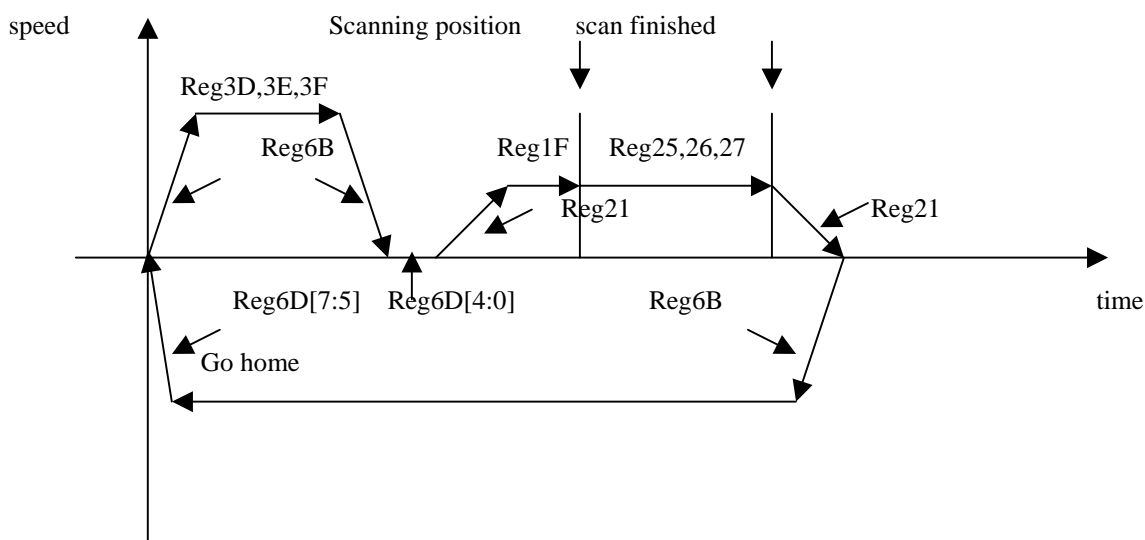 speed
Scanning position
scan finished
Reg3D,3E,3F
Reg6B
Reg1F
Reg25,26,27
Reg21
Reg21
Reg6D[7:5]
Reg6D[4:0]
Reg6B
time
Go home